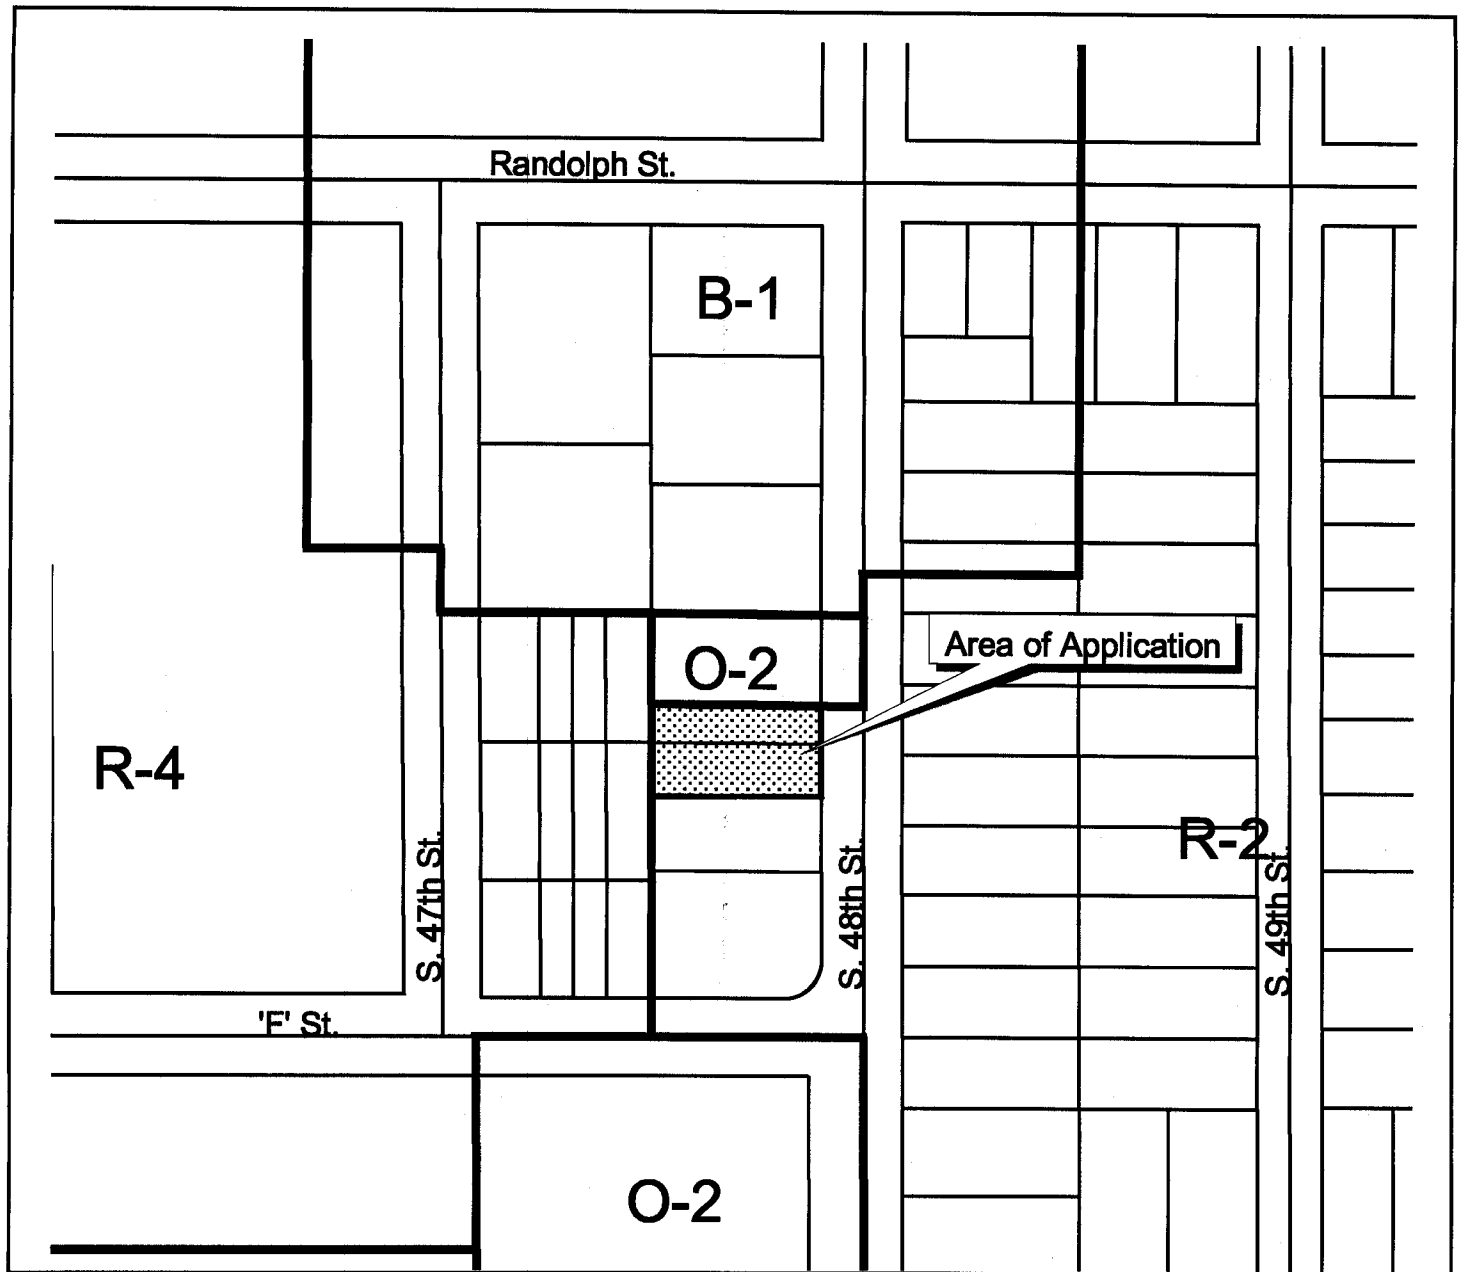 Randolph St.
B-1
Area of Application
O-2
R-4
R-2
S. 47th St.
S. 48th St.
S. 49th St.
'F' St.
O-2